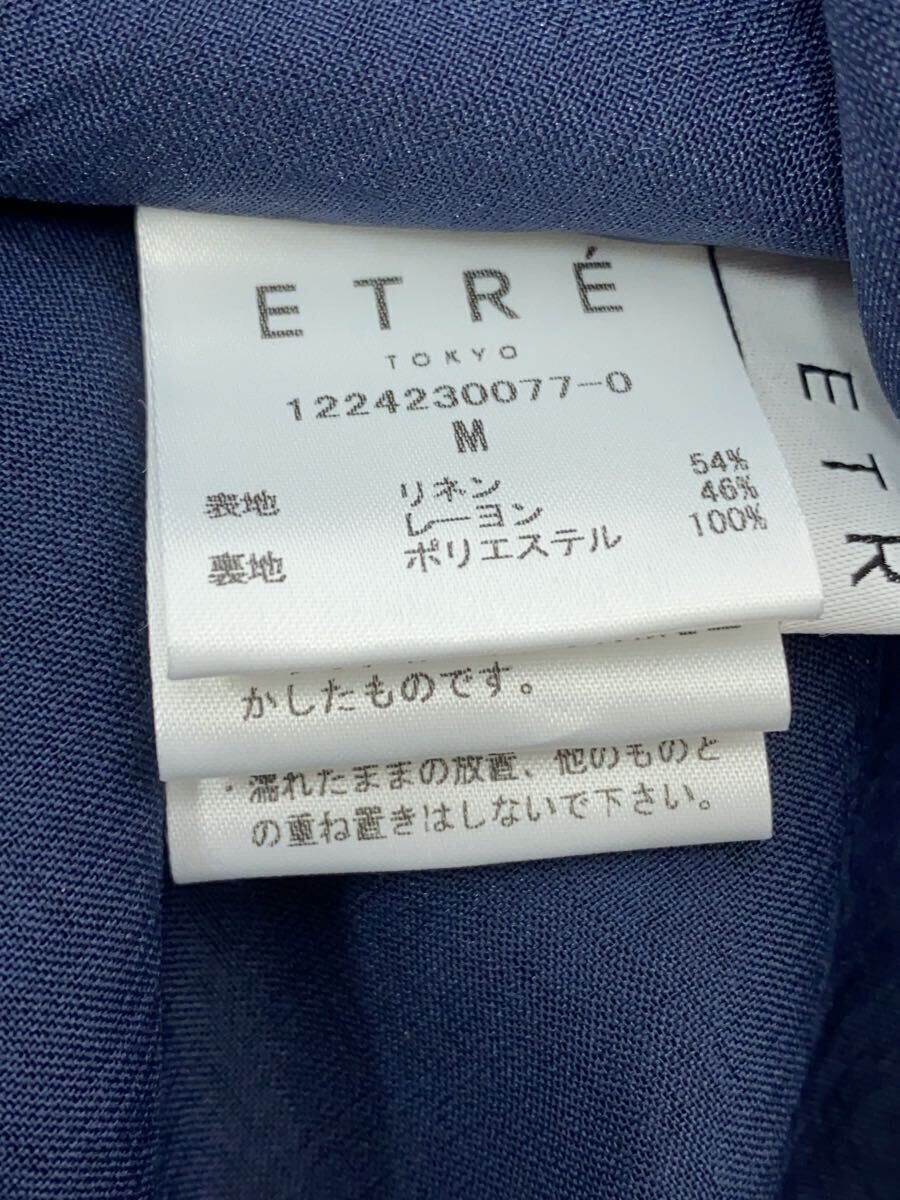 ETRÉ
TOKYO
1224230077-0
M
表地 リネン 54%
レーヨン 46%
裏地 ポリエステル 100%
かしたものです。
・濡れたままの放置、他のものと
の重ね置きはしないで下さい。
ETR